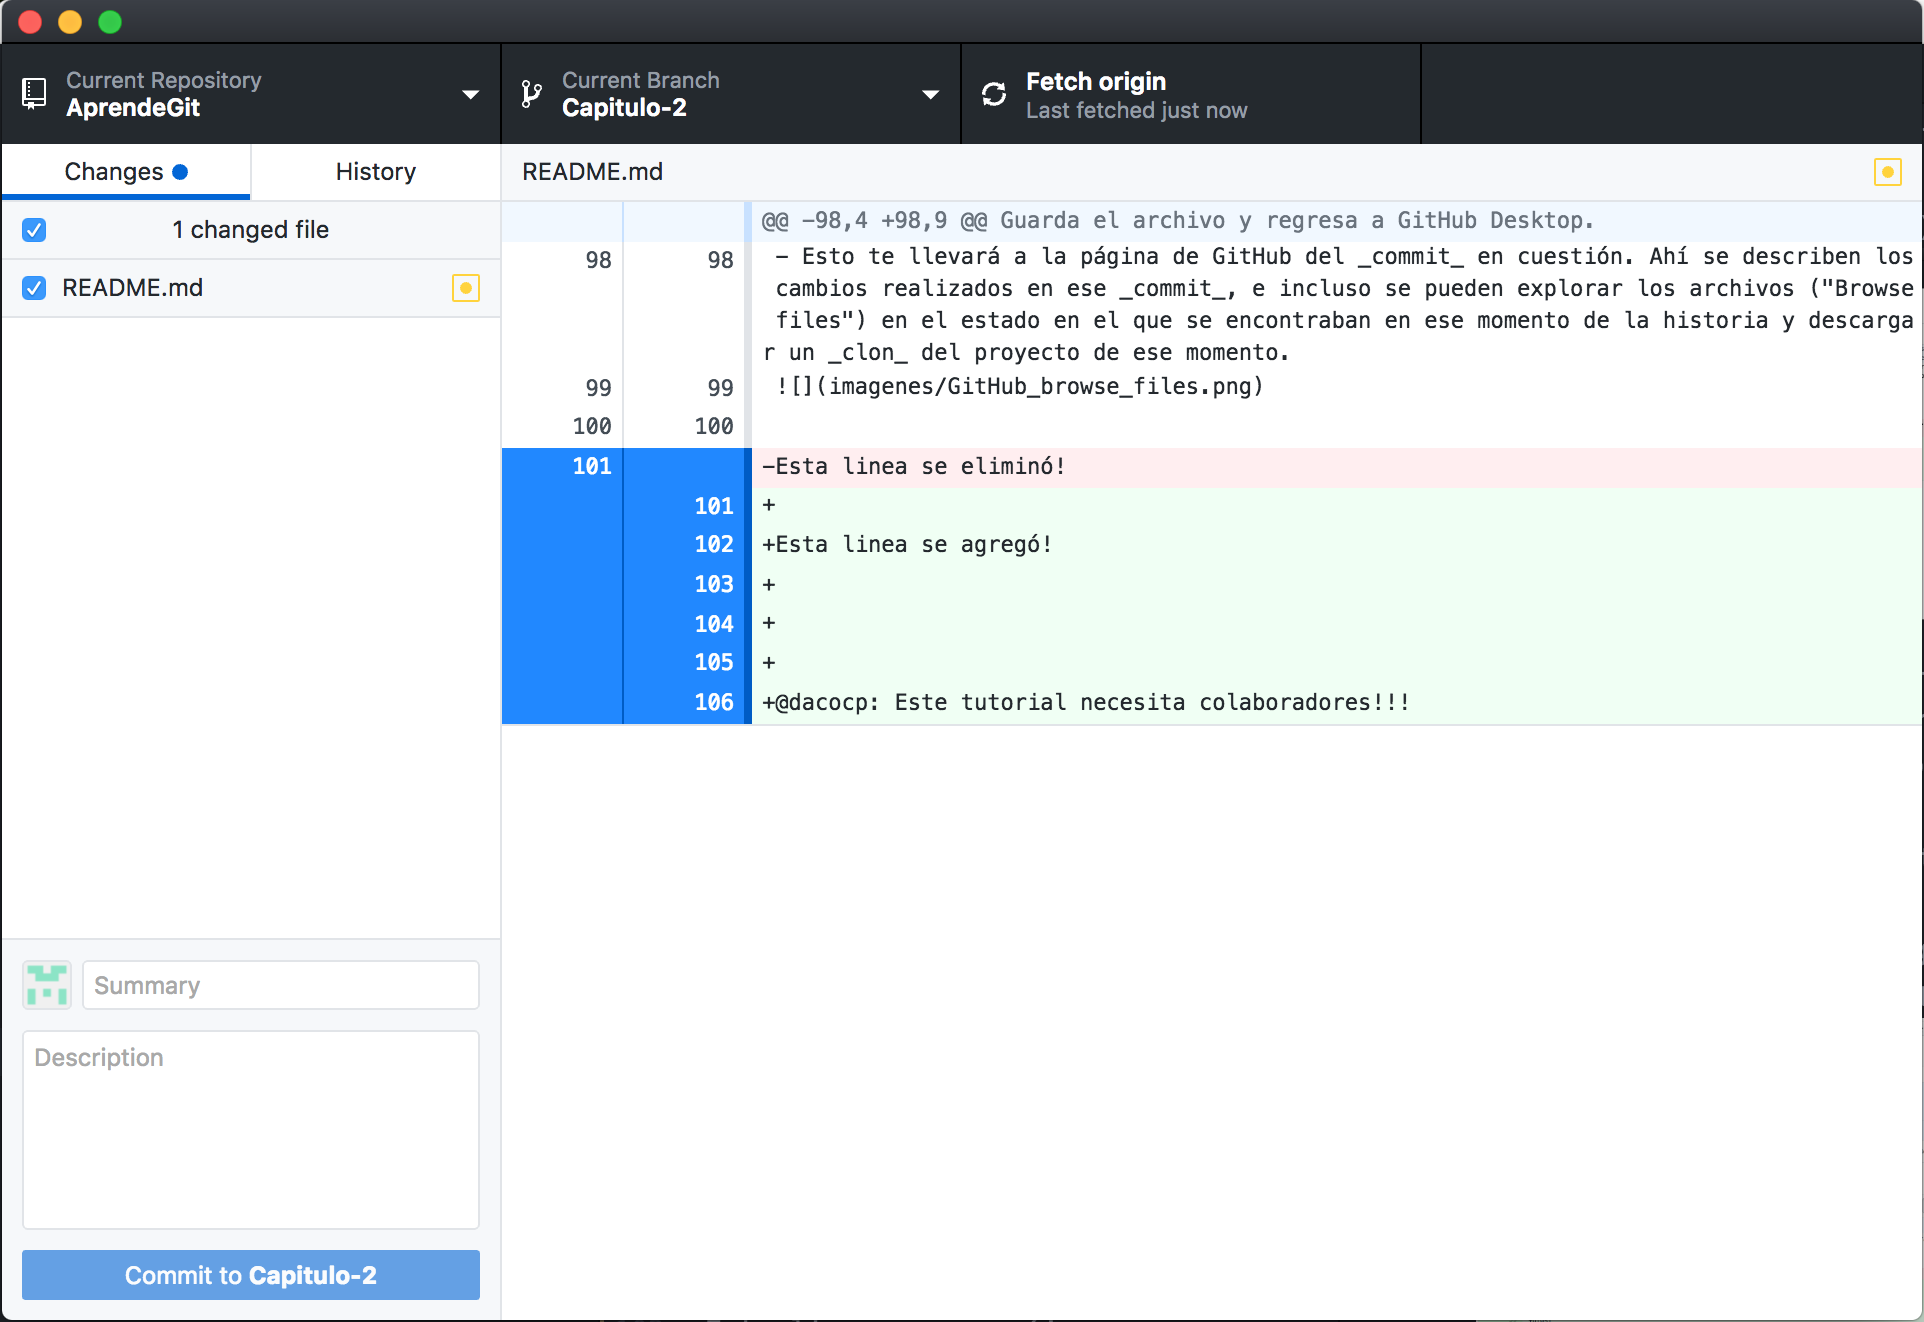 Current Repository
AprendeGit
Current Branch
Capitulo-2
Fetch origin
Last fetched just now
Changes
History
README.md
1 changed file
README.md
@@ -98,4 +98,9 @@ Guarda el archivo y regresa a GitHub Desktop.
98 98 - Esto te llevará a la página de GitHub del _commit_ en cuestión. Ahí se describen los
cambios realizados en ese _commit_, e incluso se pueden explorar los archivos ("Browse
files") en el estado en el que se encontraban en ese momento de la historia y descarga
r un _clon_ del proyecto de ese momento.
99 99 ![](imagenes/GitHub_browse_files.png)
100 100
101 -Esta linea se eliminó!
101 +
102 +Esta linea se agregó!
103 +
104 +
105 +
106 +@dacocp: Este tutorial necesita colaboradores!!!
Summary
Description
Commit to Capitulo-2